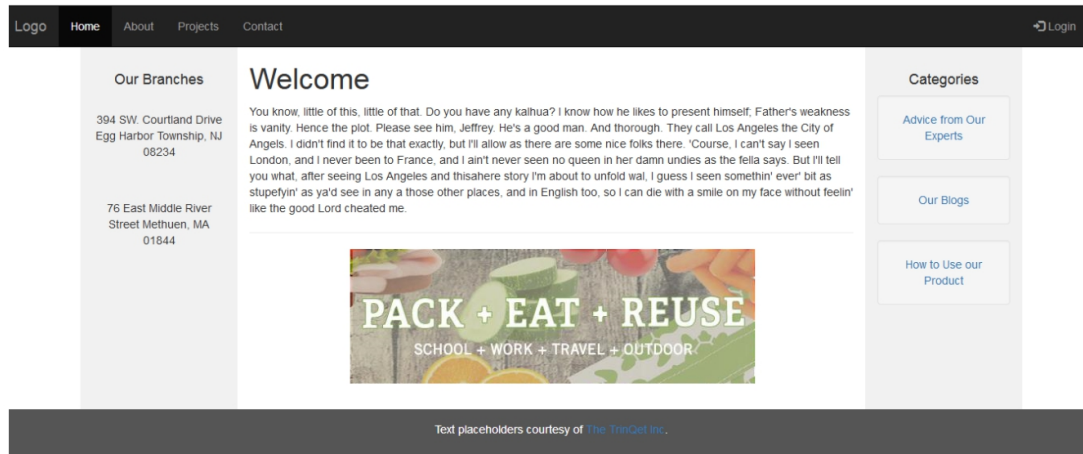 Logo Home About Projects Contact Login
Our Branches
394 SW. Courtland Drive
Egg Harbor Township, NJ
08234
76 East Middle River
Street Methuen, MA
01844
Welcome
You know, little of this, little of that. Do you have any kalhua? I know how he likes to present himself; Father's weakness
is vanity. Hence the plot. Please see him, Jeffrey. He's a good man. And thorough. They call Los Angeles the City of
Angels. I didn't find it to be that exactly, but I'll allow as there are some nice folks there. 'Course, I can't say I seen
London, and I never been to France, and I ain't never seen no queen in her damn undies as the fella says. But I'll tell
you what, after seeing Los Angeles and thisahere story I'm about to unfold wal, I guess I seen somethin' ever' bit as
stupefyin' as ya'd see in any a those other places, and in English too, so I can die with a smile on my face without feelin'
like the good Lord cheated me.
PACK + EAT + REUSE
SCHOOL + WORK + TRAVEL + OUTDOOR
Categories
Advice from Our
Experts
Our Blogs
How to Use our
Product
Text placeholders courtesy of The TrinQet Inc.